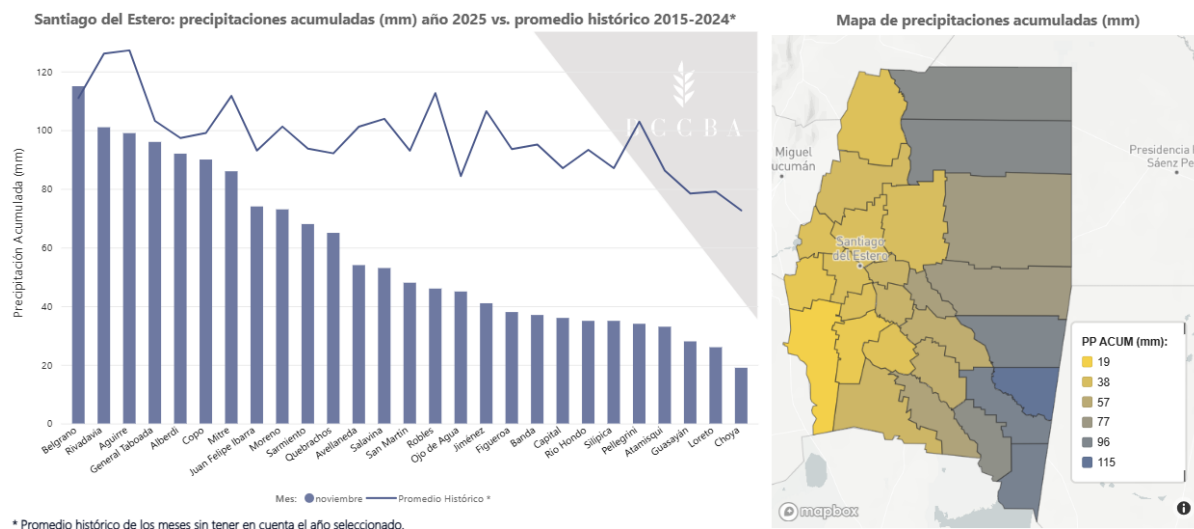 Santiago del Estero: precipitaciones acumuladas (mm) año 2025 vs. promedio histórico 2015-2024*
Precipitación Acumulada (mm)
120
100
80
60
40
20
0
BCCBA
Belgrano
Rivadavia
Aguirre
General Taboada
Alberdi
Copo
Mitre
Juan Felipe Ibarra
Moreno
Sarmiento
Quebrachos
Avellaneda
Salavina
San Martín
Robles
Ojo de Agua
Jiménez
Figueroa
Banda
Capital
Río Hondo
Silípica
Pellegrini
Atamisqui
Guasayán
Loreto
Choya
Mes: noviembre Promedio Histórico *
* Promedio histórico de los meses sin tener en cuenta el año seleccionado.
Mapa de precipitaciones acumuladas (mm)
Miguel
ucumán
Presidencia
Sáenz Pe
Santiago
del Estero
PP ACUM (mm):
19
38
57
77
96
115
mapbox